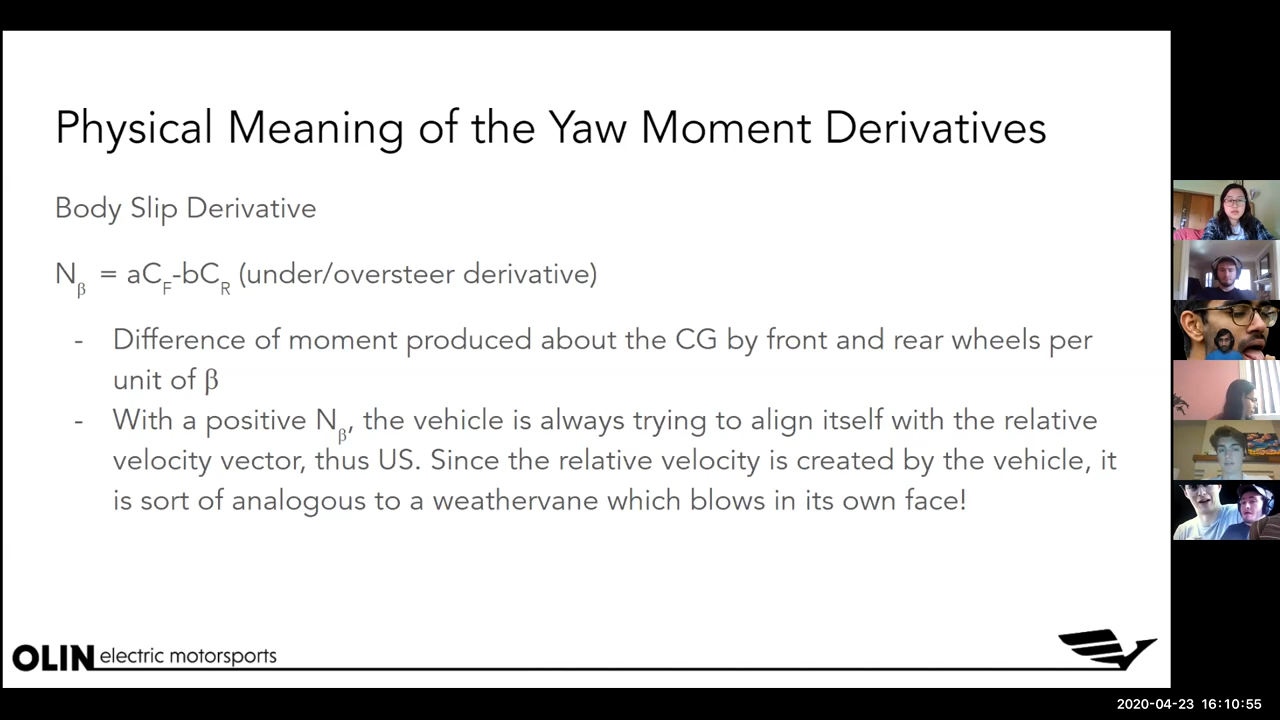 Physical Meaning of the Yaw Moment Derivatives
Body Slip Derivative
Nβ = aCF-bCR (under/oversteer derivative)
- Difference of moment produced about the CG by front and rear wheels per
unit of β
- With a positive Nβ, the vehicle is always trying to align itself with the relative
velocity vector, thus US. Since the relative velocity is created by the vehicle, it
is sort of analogous to a weathervane which blows in its own face!
OLIN electric motorsports
2020-04-23 16:10:55